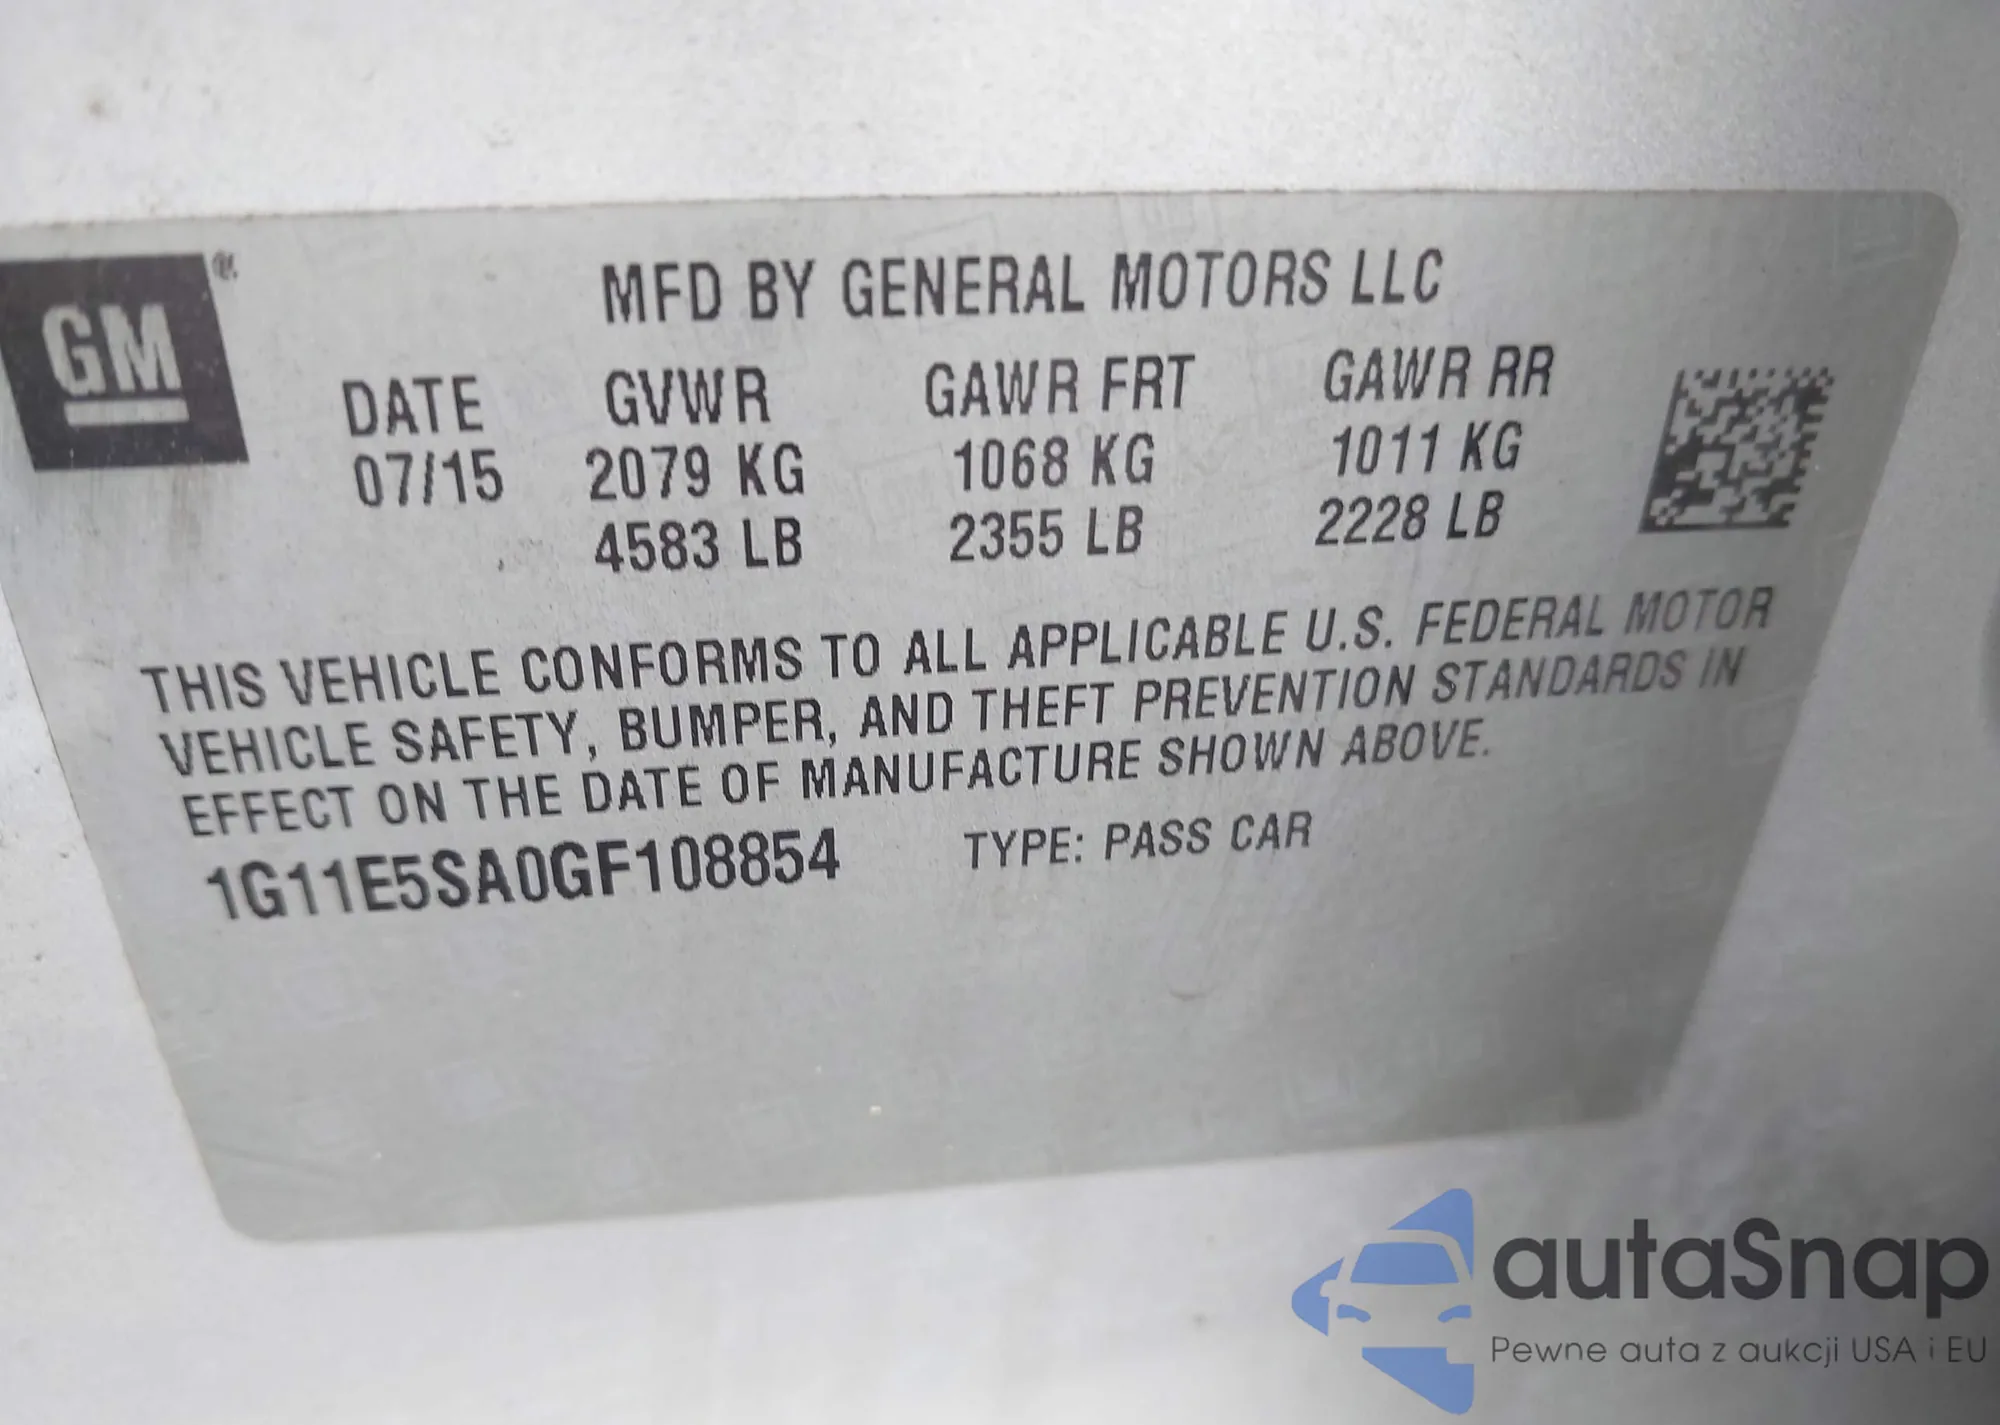 GM®
MFD BY GENERAL MOTORS LLC
DATE GVWR GAWR FRT GAWR RR
07/15 2079 KG 1068 KG 1011 KG
4583 LB 2355 LB 2228 LB
THIS VEHICLE CONFORMS TO ALL APPLICABLE U.S. FEDERAL MOTOR
VEHICLE SAFETY, BUMPER, AND THEFT PREVENTION STANDARDS IN
EFFECT ON THE DATE OF MANUFACTURE SHOWN ABOVE.
1G11E5SA0GF108854 TYPE: PASS CAR
autaSnap
Pewne auta z aukcji USA i EU